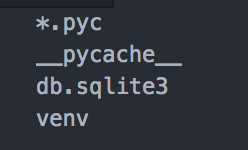 *.pyc
__pycache__
db.sqlite3
venv